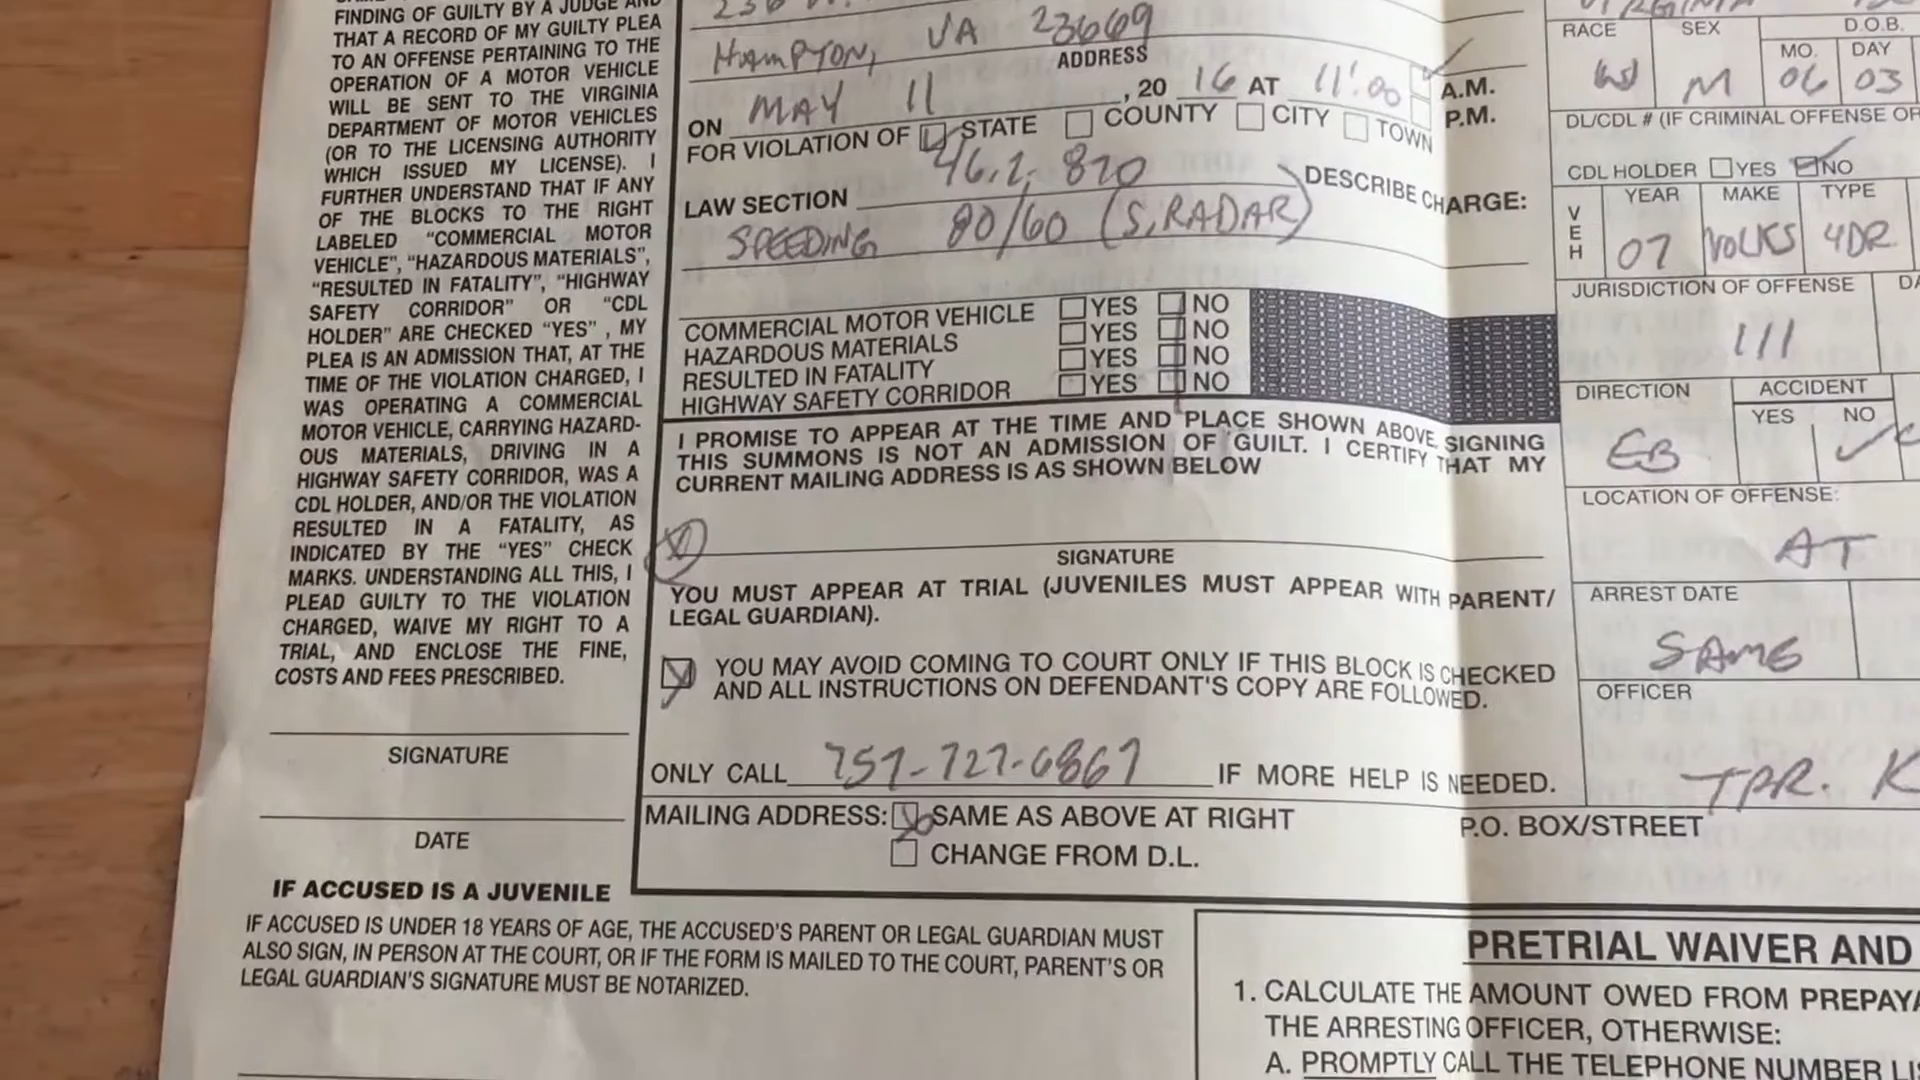 FINDING OF GUILTY BY A JUDGE AND
THAT A RECORD OF MY GUILTY PLEA
TO AN OFFENSE PERTAINING TO THE
OPERATION OF A MOTOR VEHICLE
WILL BE SENT TO THE VIRGINIA
DEPARTMENT OF MOTOR VEHICLES
(OR TO THE LICENSING AUTHORITY
WHICH ISSUED MY LICENSE). I
FURTHER UNDERSTAND THAT IF ANY
OF THE BLOCKS TO THE RIGHT
LABELED “COMMERCIAL MOTOR
VEHICLE”, “HAZARDOUS MATERIALS”,
“RESULTED IN FATALITY”, “HIGHWAY
SAFETY CORRIDOR” OR “CDL
HOLDER” ARE CHECKED “YES” , MY
PLEA IS AN ADMISSION THAT, AT THE
TIME OF THE VIOLATION CHARGED, I
WAS OPERATING A COMMERCIAL
MOTOR VEHICLE, CARRYING HAZARD-
OUS MATERIALS, DRIVING IN A
HIGHWAY SAFETY CORRIDOR, WAS A
CDL HOLDER, AND/OR THE VIOLATION
RESULTED IN A FATALITY, AS
INDICATED BY THE “YES” CHECK
MARKS. UNDERSTANDING ALL THIS, I
PLEAD GUILTY TO THE VIOLATION
CHARGED, WAIVE MY RIGHT TO A
TRIAL, AND ENCLOSE THE FINE,
COSTS AND FEES PRESCRIBED.
SIGNATURE
DATE
IF ACCUSED IS A JUVENILE
IF ACCUSED IS UNDER 18 YEARS OF AGE, THE ACCUSED'S PARENT OR LEGAL GUARDIAN MUST
ALSO SIGN, IN PERSON AT THE COURT, OR IF THE FORM IS MAILED TO THE COURT, PARENT'S OR
LEGAL GUARDIAN'S SIGNATURE MUST BE NOTARIZED.
HAMPTON, VA 23669
ADDRESS
ON MAY 11, 20 16 AT 11:00 A.M.
P.M.
FOR VIOLATION OF STATE COUNTY CITY TOWN
LAW SECTION 46.2-870 DESCRIBE CHARGE:
SPEEDING 80/60 (S, RADAR)
COMMERCIAL MOTOR VEHICLE YES NO
HAZARDOUS MATERIALS YES NO
RESULTED IN FATALITY YES NO
HIGHWAY SAFETY CORRIDOR YES NO
I PROMISE TO APPEAR AT THE TIME AND PLACE SHOWN ABOVE, SIGNING
THIS SUMMONS IS NOT AN ADMISSION OF GUILT. I CERTIFY THAT MY
CURRENT MAILING ADDRESS IS AS SHOWN BELOW
X
SIGNATURE
YOU MUST APPEAR AT TRIAL (JUVENILES MUST APPEAR WITH PARENT/
LEGAL GUARDIAN).
YOU MAY AVOID COMING TO COURT ONLY IF THIS BLOCK IS CHECKED
AND ALL INSTRUCTIONS ON DEFENDANT'S COPY ARE FOLLOWED.
ONLY CALL 757-727-6867 IF MORE HELP IS NEEDED.
MAILING ADDRESS: SAME AS ABOVE AT RIGHT
CHANGE FROM D.L.
P.O. BOX/STREET
RACE SEX D.O.B.
MO. DAY
W M 06 03
DL/CDL # (IF CRIMINAL OFFENSE OR
CDL HOLDER YES NO
VEH YEAR MAKE TYPE
07 VOLKS 4DR
JURISDICTION OF OFFENSE
111
DIRECTION ACCIDENT
YES NO
EB
LOCATION OF OFFENSE:
AT
ARREST DATE
SAME
OFFICER
TPR. K
PRETRIAL WAIVER AND
1. CALCULATE THE AMOUNT OWED FROM PREPAYA
THE ARRESTING OFFICER, OTHERWISE:
A. PROMPTLY CALL THE TELEPHONE NUMBER LI